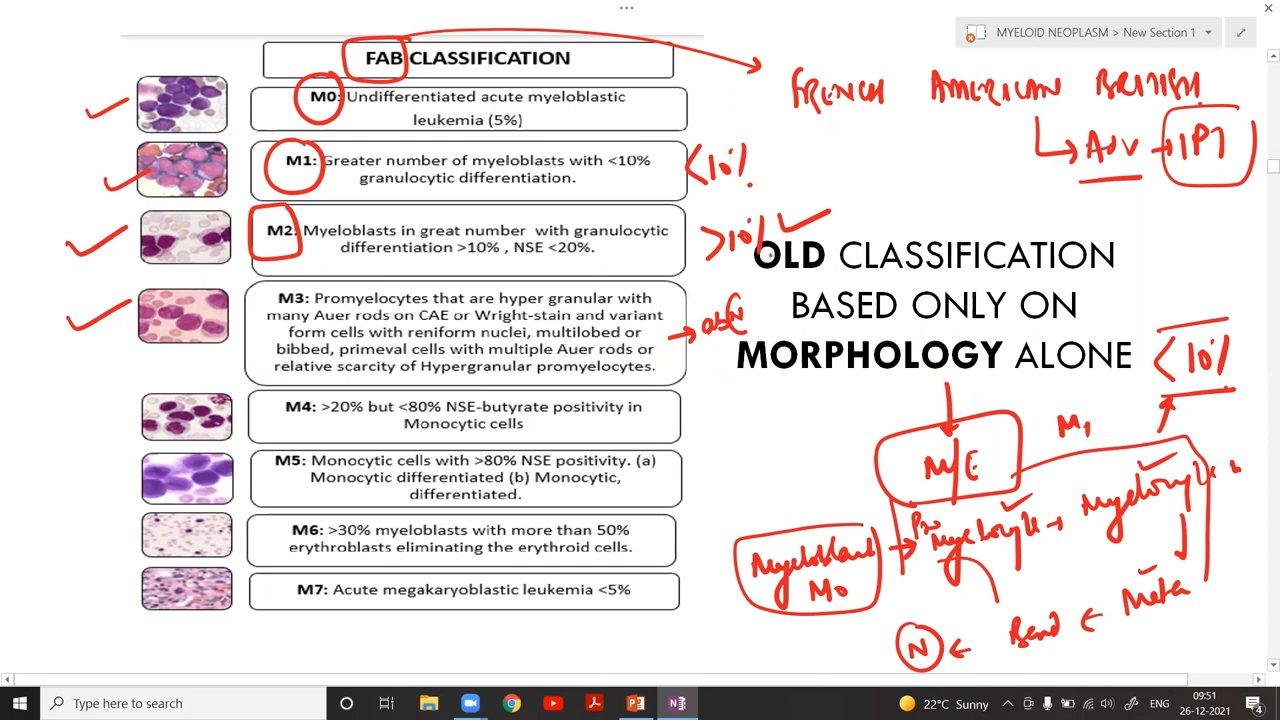 MYELOID NEOPLASM > New Section 1
FAB CLASSIFICATION
M0: Undifferentiated acute myeloblastic
leukemia (5%)
M1: Greater number of myeloblasts with <10%
granulocytic differentiation.
<10%
M2: Myeloblasts in great number with granulocytic
differentiation >10% , NSE <20%.
>10%
M3: Promyelocytes that are hyper granular with
many Auer rods on CAE or Wright-stain and variant
form cells with reniform nuclei, multilobed or
bibbed, primeval cells with multiple Auer rods or
relative scarcity of Hypergranular promyelocytes.
M4: >20% but <80% NSE-butyrate positivity in
Monocytic cells
M5: Monocytic cells with >80% NSE positivity. (a)
Monocytic differentiated (b) Monocytic,
differentiated.
M6: >30% myeloblasts with more than 50%
erythroblasts eliminating the erythroid cells.
M7: Acute megakaryoblastic leukemia <5%
FRENCH AMERICAN BRITISH
Adv → IPT
OLD CLASSIFICATION
BASED ONLY ON
MORPHOLOGY ALONE
<10%
M1
M/E
Myeloblast
M0
Pro
Myelocyte → Myelocyte
Band ← Meta
N ←
Type here to search
22°C Sunny
ENG
09:51
26-12-2021
4